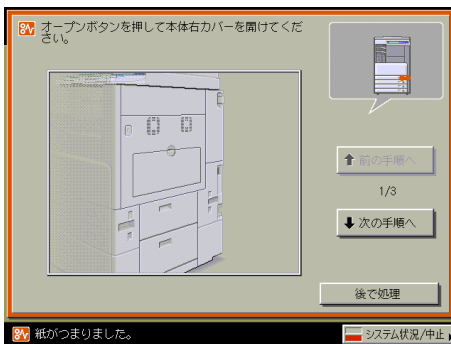 オープンボタンを押して本体右カバーを開けてくだ
さい。
前の手順へ
1/3
次の手順へ
後で処理
紙がつまりました。
システム状況/中止